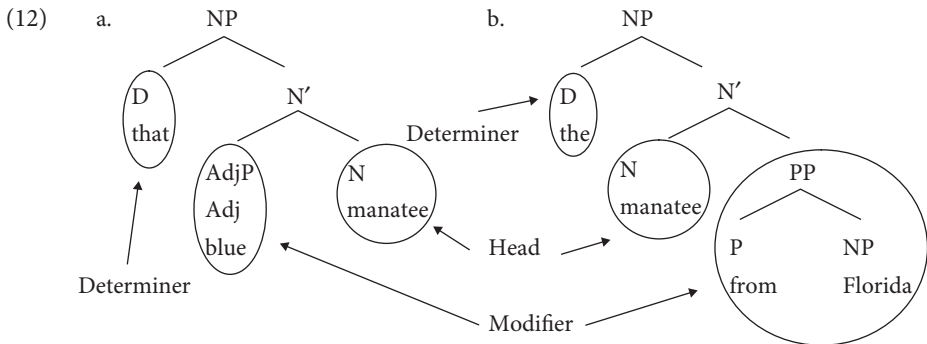 (12) a. NP b. NP
D N′ D N′
that Determiner the
AdjP N N PP
Adj manatee manatee
blue Head P NP
Determiner from Florida
Modifier